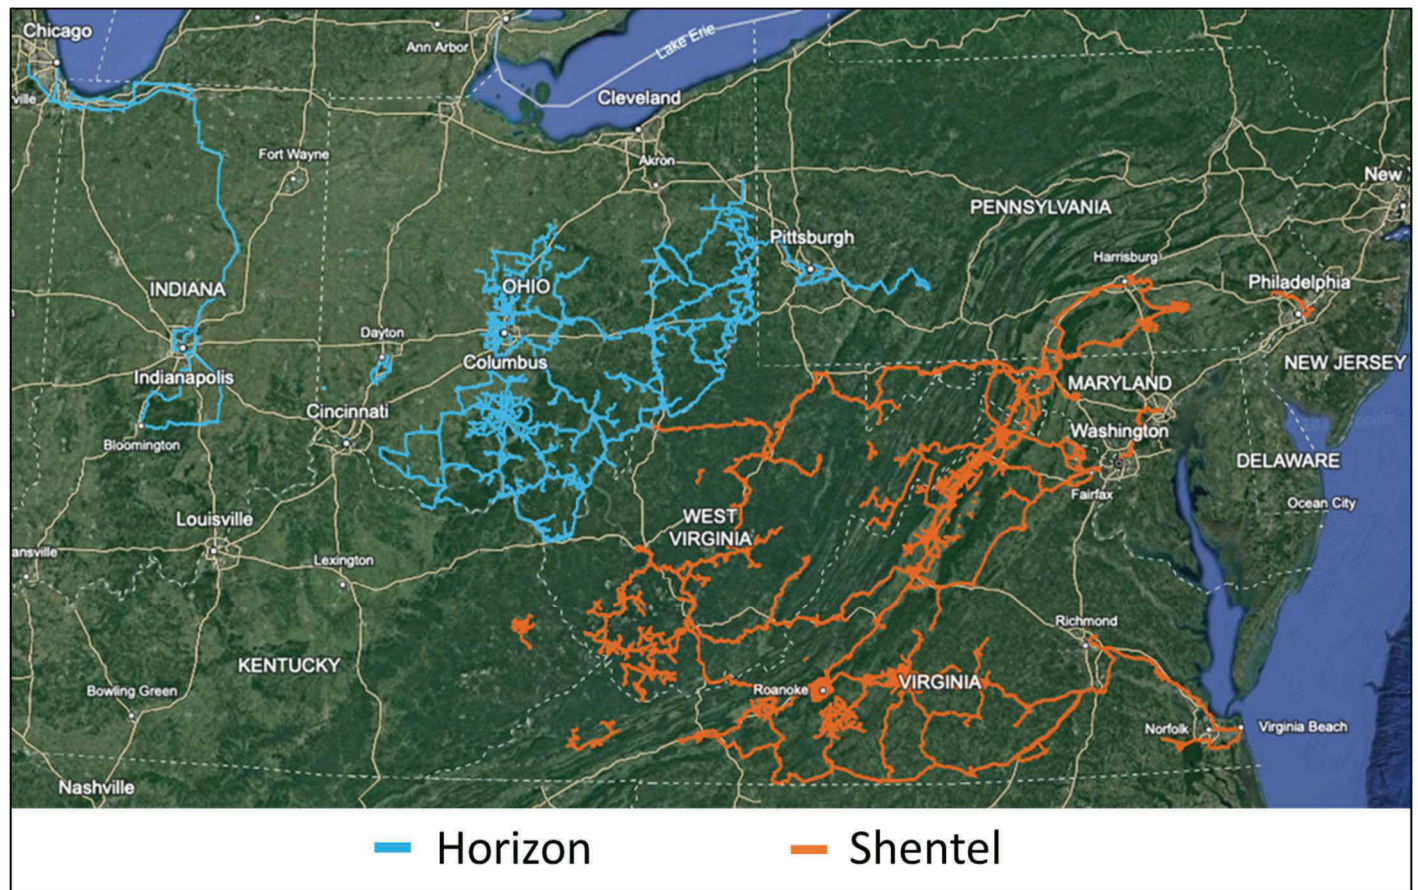 Chicago
Ann Arbor
Lake Erie
ville
Cleveland
Fort Wayne
Akron
New
PENNSYLVANIA
Pittsburgh
Harrisburg
INDIANA
OHIO
Philadelphia
Dayton
Columbus
Indianapolis
NEW JERSEY
MARYLAND
Cincinnati
Washington
Bloomington
DELAWARE
Fairfax
Ocean City
Louisville
WEST
VIRGINIA
ansville
Lexington
Richmond
KENTUCKY
Bowling Green
Roanoke
VIRGINIA
Norfolk
Virginia Beach
Nashville
Horizon
Shentel